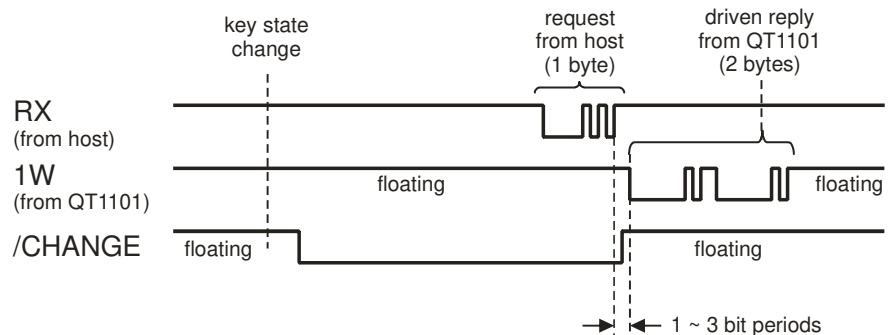 key state
change
request
from host
(1 byte)
driven reply
from QT1101
(2 bytes)
RX
(from host)
1W
(from QT1101)
floating
floating
/CHANGE
floating
floating
1 ~ 3 bit periods